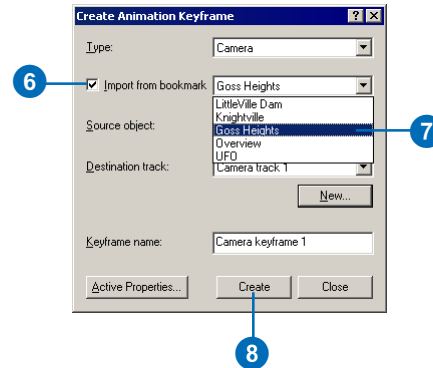 Create Animation Keyframe
Type: Camera
6 Import from bookmark Goss Heights
LittleVille Dam
Knightville
Goss Heights 7
Overview
UFO
Source object:
Destination track: Camera track 1
New...
Keyframe name: Camera keyframe 1
Active Properties... Create Close
8